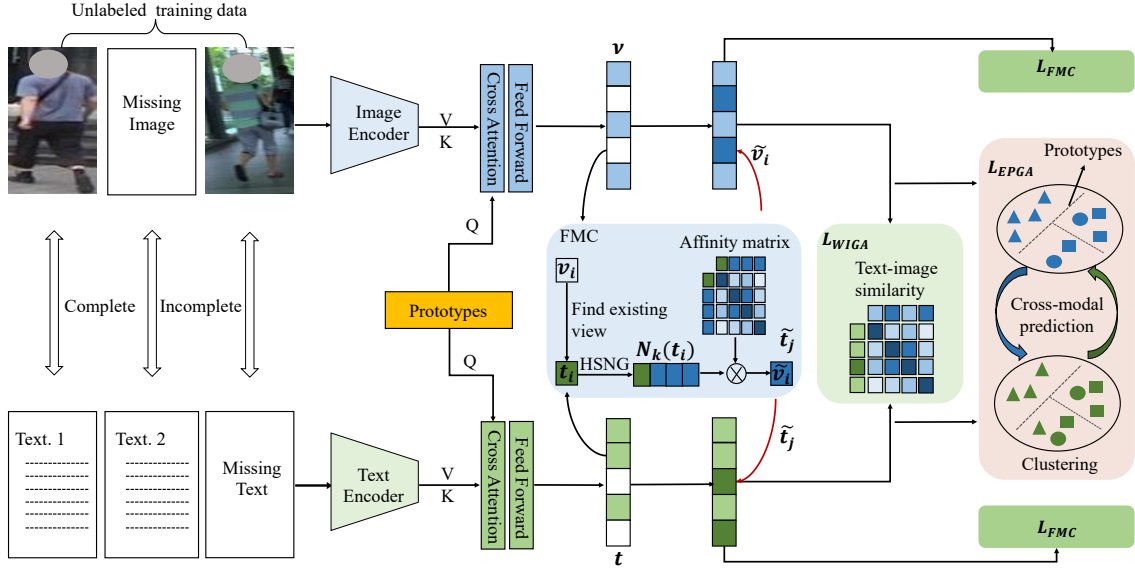 Unlabeled training data
Missing
Image
Image
Encoder
V
K
Cross Attention
Feed Forward
v
L_FMC
ṽ_i
Prototypes
L_EPGA
Q
FMC
v_i
Find existing
view
Affinity matrix
L_WIGA
Text-image
similarity
Complete
Incomplete
Prototypes
t_i
HSNG
N_k(t_i)
t̃_j
ṽ_i
Cross-modal
prediction
Q
Text. 1
Text. 2
Missing
Text
Text
Encoder
V
K
Cross Attention
Feed Forward
t̃_j
Clustering
L_FMC
t